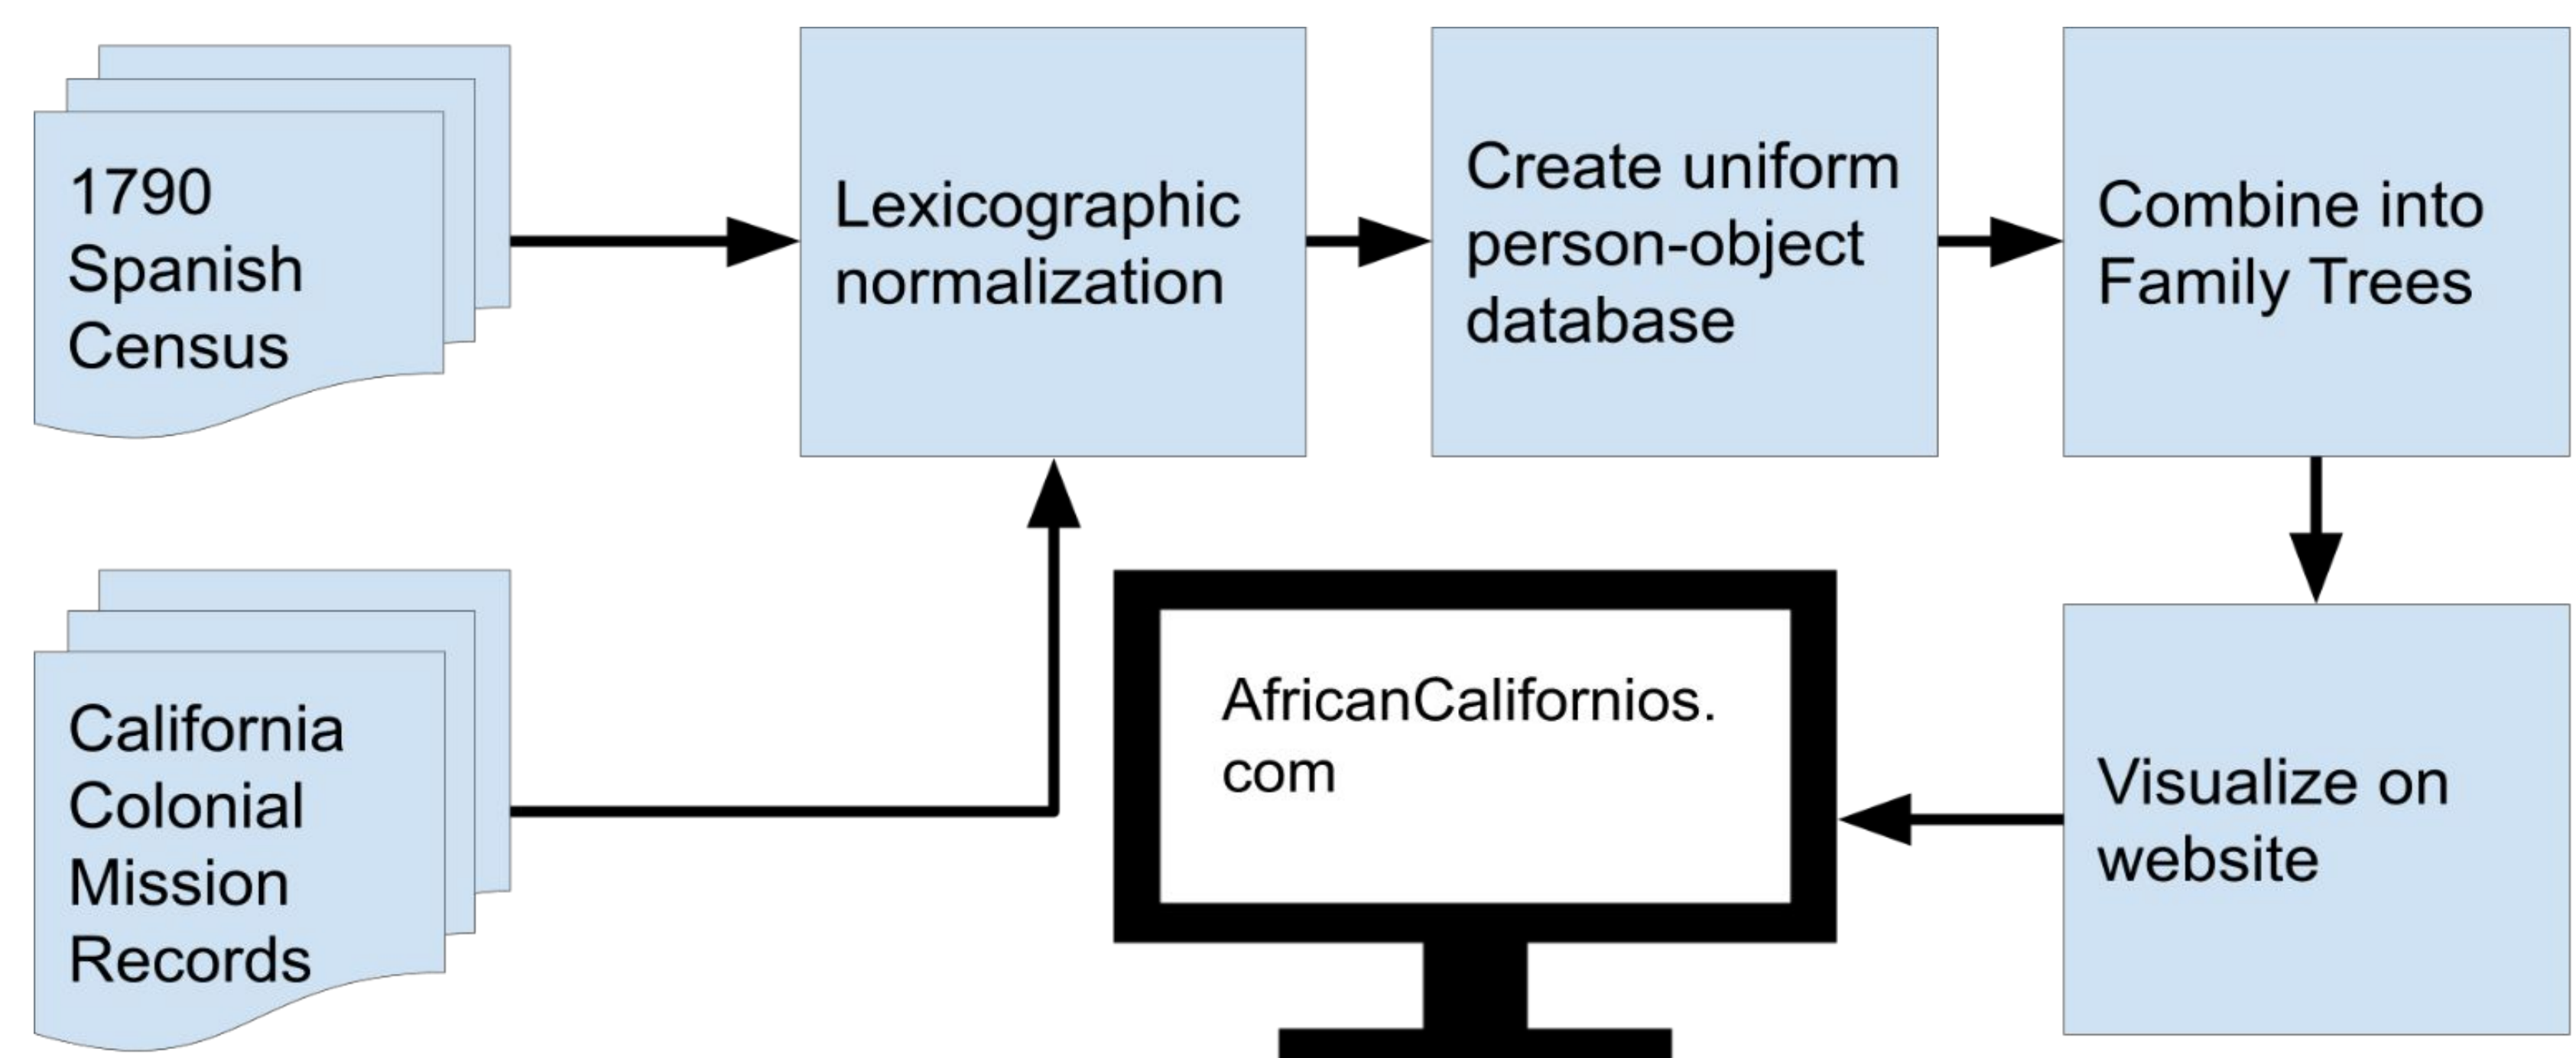 1790
Spanish
Census
Lexicographic
normalization
Create uniform
person-object
database
Combine into
Family Trees
California
Colonial
Mission
Records
AfricanCalifornios.
com
Visualize on
website